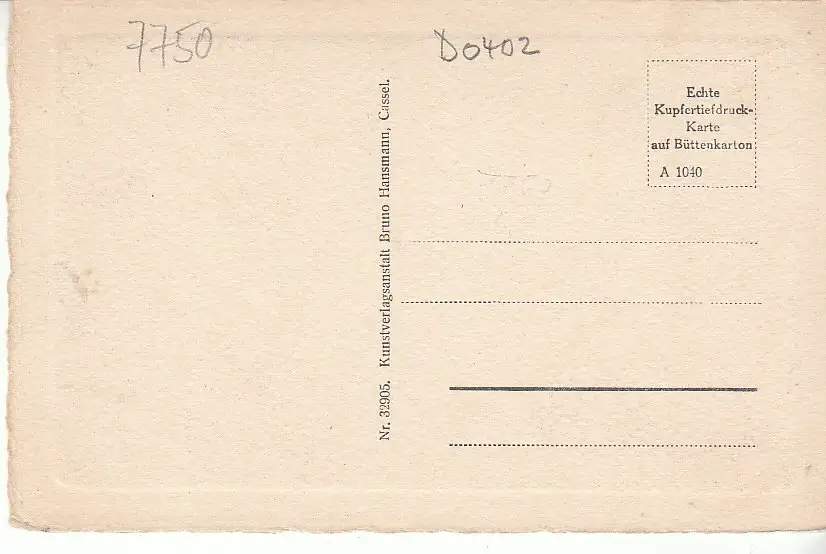 7750
D0402
Echte
Kupfertiefdruck-
Karte
auf Büttenkarton
A 1040
Nr. 32905. Kunstverlagsanstalt Bruno Hansmann, Cassel.